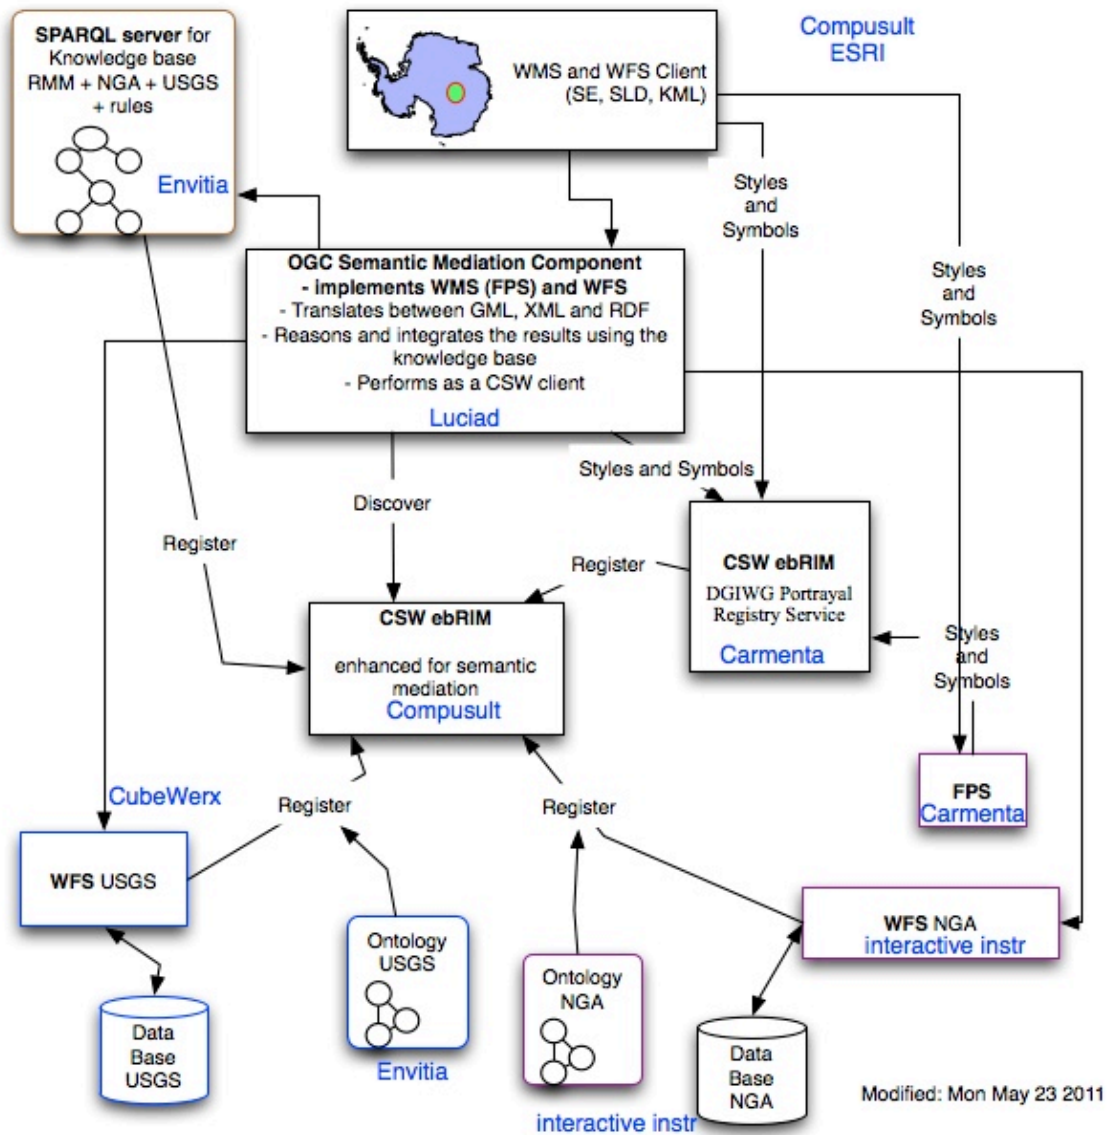 SPARQL server for
Knowledge base
RMM + NGA + USGS
+ rules
Envitia
WMS and WFS Client
(SE, SLD, KML)
Compusult
ESRI
Styles
and
Symbols
Styles
and
Symbols
OGC Semantic Mediation Component
- implements WMS (FPS) and WFS
- Translates between GML, XML and RDF
- Reasons and integrates the results using the
knowledge base
- Performs as a CSW client
Luciad
Styles and Symbols
Discover
Register
Register
CSW ebRIM
DGIWG Portrayal
Registry Service
Carmenta
CSW ebRIM
enhanced for semantic
mediation
Compusult
Styles
and
Symbols
FPS
Carmenta
CubeWerx
Register
Register
WFS USGS
WFS NGA
interactive instr
Ontology
USGS
Envitia
Ontology
NGA
interactive instr
Data
Base
USGS
Data
Base
NGA
Modified: Mon May 23 2011